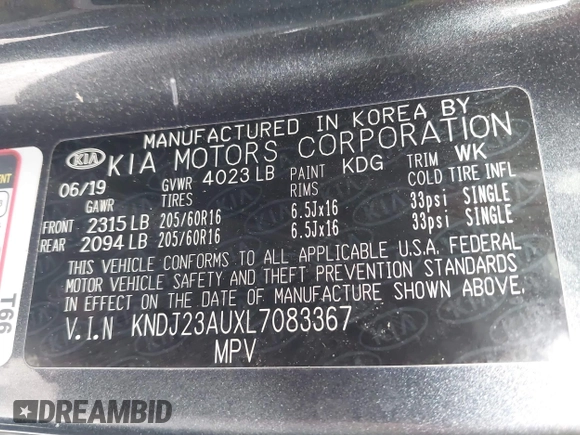 MANUFACTURED IN KOREA BY
KIA KIA MOTORS CORPORATION
06/19 GVWR 4023 LB PAINT KDG TRIM WK
GAWR TIRES RIMS COLD TIRE INFL
FRONT 2315 LB 205/60R16 6.5Jx16 33psi SINGLE
REAR 2094 LB 205/60R16 6.5Jx16 33psi SINGLE
THIS VEHICLE CONFORMS TO ALL APPLICABLE U.S.A. FEDERAL
MOTOR VEHICLE SAFETY AND THEFT PREVENTION STANDARDS
IN EFFECT ON THE DATE OF MANUFACTURE SHOWN ABOVE.
V.I.N KNDJ23AUXL7083367
MPV
T66
DREAMBID